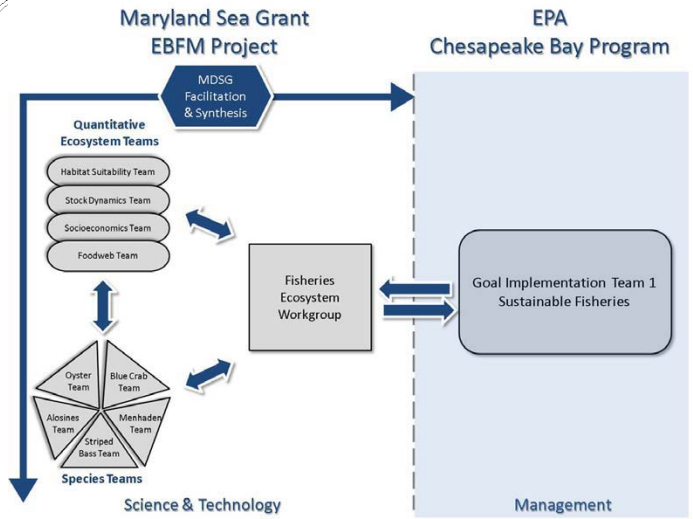 Maryland Sea Grant
EBFM Project
EPA
Chesapeake Bay Program
MDSG
Facilitation
& Synthesis
Quantitative
Ecosystem Teams
Habitat Suitability Team
Stock Dynamics Team
Socioeconomics Team
Foodweb Team
Fisheries
Ecosystem
Workgroup
Goal Implementation Team 1
Sustainable Fisheries
Oyster
Team
Blue Crab
Team
Alosines
Team
Menhaden
Team
Striped
Bass Team
Species Teams
Science & Technology
Management